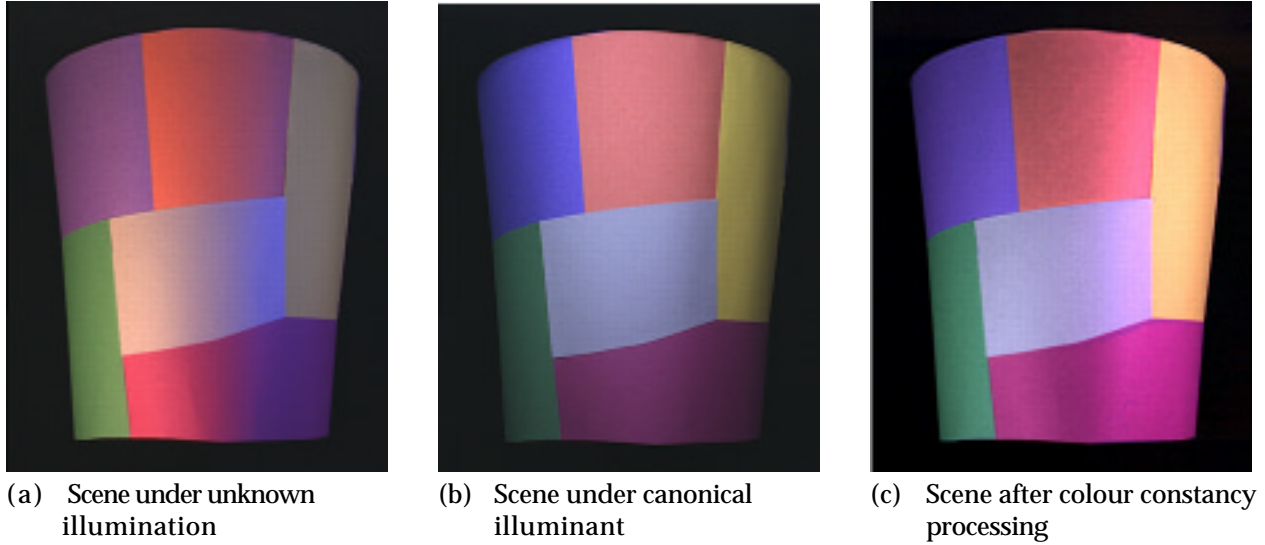 (a) Scene under unknown
illumination
(b) Scene under canonical
illuminant
(c) Scene after colour constancy
processing